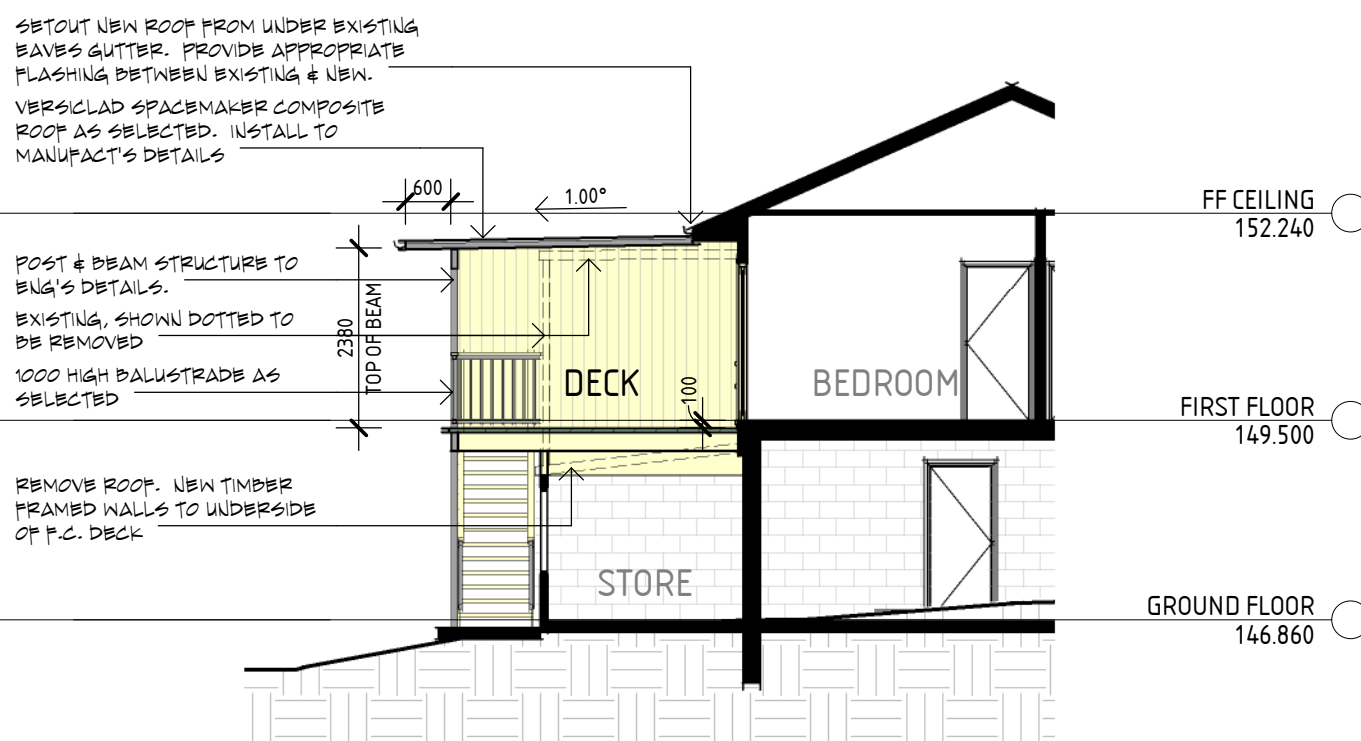 SETOUT NEW ROOF FROM UNDER EXISTING
EAVES GUTTER. PROVIDE APPROPRIATE
FLASHING BETWEEN EXISTING & NEW.
VERSICLAD SPACEMAKER COMPOSITE
ROOF AS SELECTED. INSTALL TO
MANUFACT'S DETAILS
600
1.00°
FF CEILING
152.240
POST & BEAM STRUCTURE TO
ENG'S DETAILS.
EXISTING, SHOWN DOTTED TO
BE REMOVED
1000 HIGH BALUSTRADE AS
SELECTED
2380
TOP OF BEAM
DECK
100
BEDROOM
FIRST FLOOR
149.500
REMOVE ROOF. NEW TIMBER
FRAMED WALLS TO UNDERSIDE
OF F.C. DECK
STORE
GROUND FLOOR
146.860